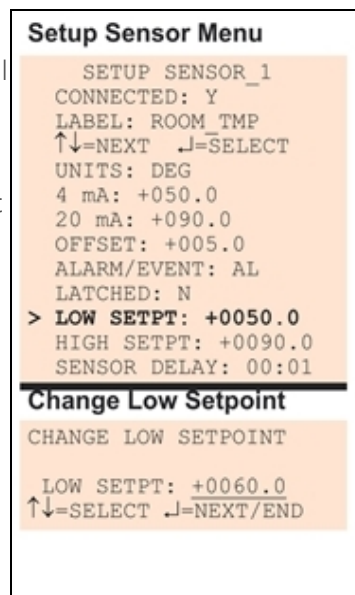 Setup Sensor Menu
SETUP SENSOR_1
CONNECTED: Y
LABEL: ROOM_TMP
↑↓=NEXT ↵=SELECT
UNITS: DEG
4 mA: +050.0
20 mA: +090.0
OFFSET: +005.0
ALARM/EVENT: AL
LATCHED: N
> LOW SETPT: +0050.0
HIGH SETPT: +0090.0
SENSOR DELAY: 00:01
Change Low Setpoint
CHANGE LOW SETPOINT
LOW SETPT: +0060.0
↑↓=SELECT ↵=NEXT/END